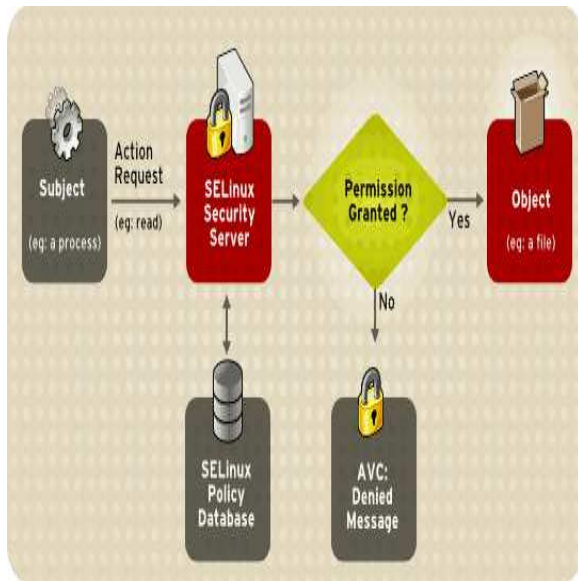 Subject
(eg: a process)
Action
Request
(eg: read)
SELinux
Security
Server
Permission
Granted ?
Yes
Object
(eg: a file)
No
SELinux
Policy
Database
AVC:
Denied
Message